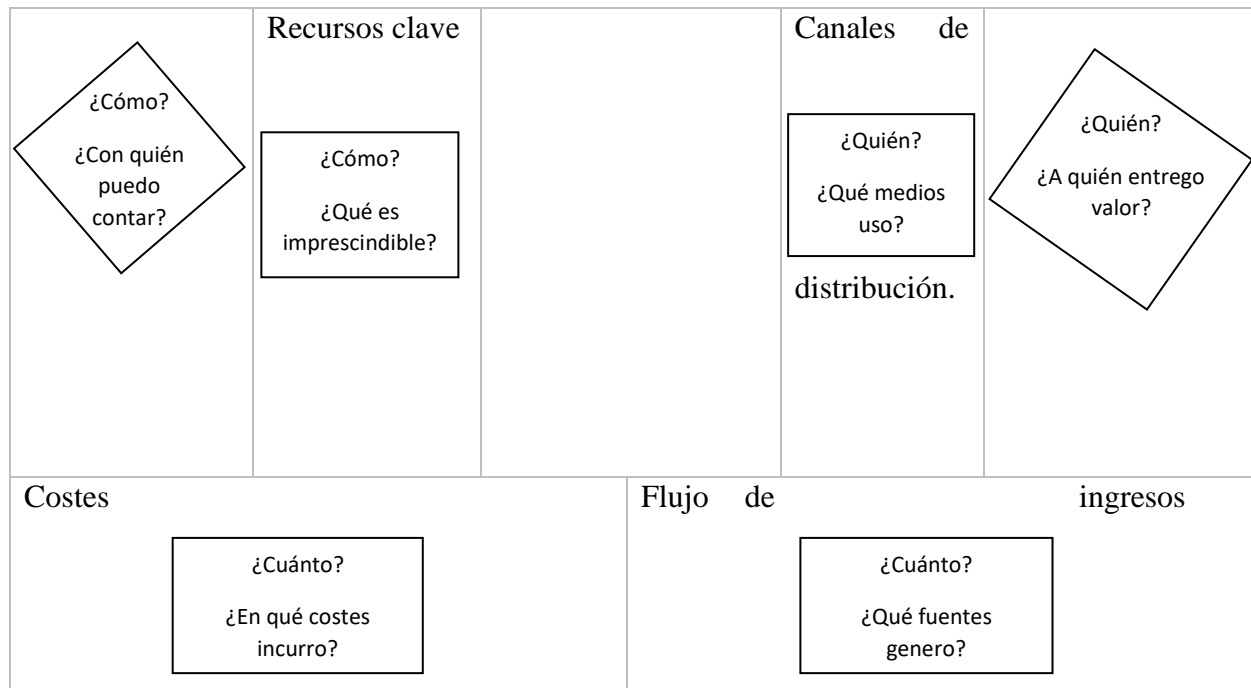 ¿Cómo?
¿Con quién
puedo
contar?
Recursos clave
¿Cómo?
¿Qué es
imprescindible?
Canales de
¿Quién?
¿Qué medios
uso?
distribución.
¿Quién?
¿A quién entrego
valor?
Costes
¿Cuánto?
¿En qué costes
incurro?
Flujo de ingresos
¿Cuánto?
¿Qué fuentes
genero?